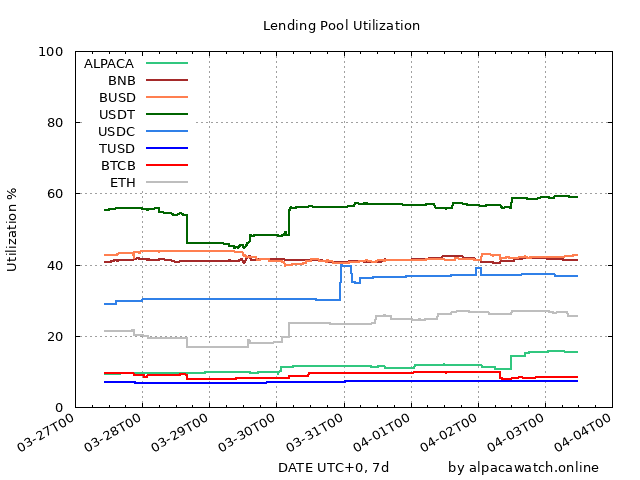 Lending Pool Utilization
100
80
60
40
20
0
Utilization %
ALPACA
BNB
BUSD
USDT
USDC
TUSD
BTCB
ETH
03-27T00
03-28T00
03-29T00
03-30T00
03-31T00
04-01T00
04-02T00
04-03T00
04-04T00
DATE UTC+0, 7d
by alpacawatch.online